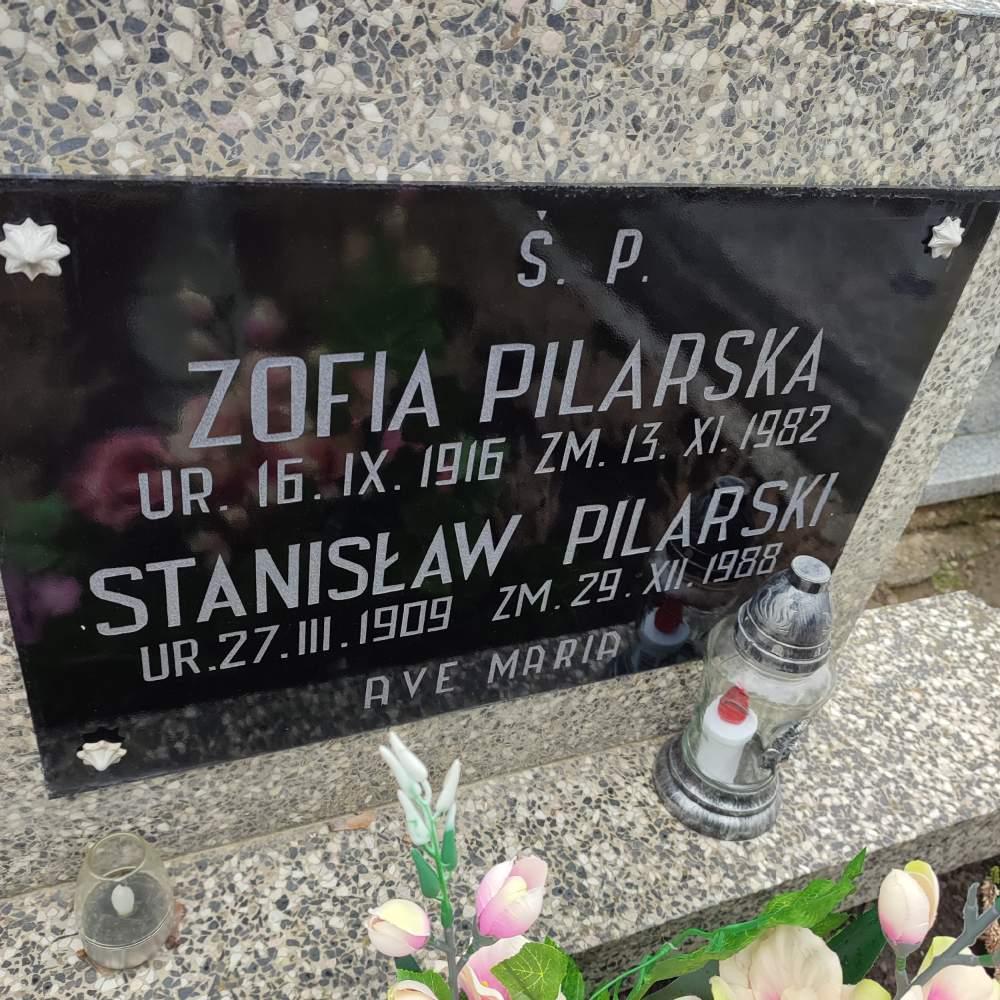 Ś. P.
ZOFIA PILARSKA
UR. 16. IX. 1916 ZM. 13. XI. 1982
STANISŁAW PILARSKI
UR. 27. III. 1909 ZM. 29. XII. 1988
AVE MARIA